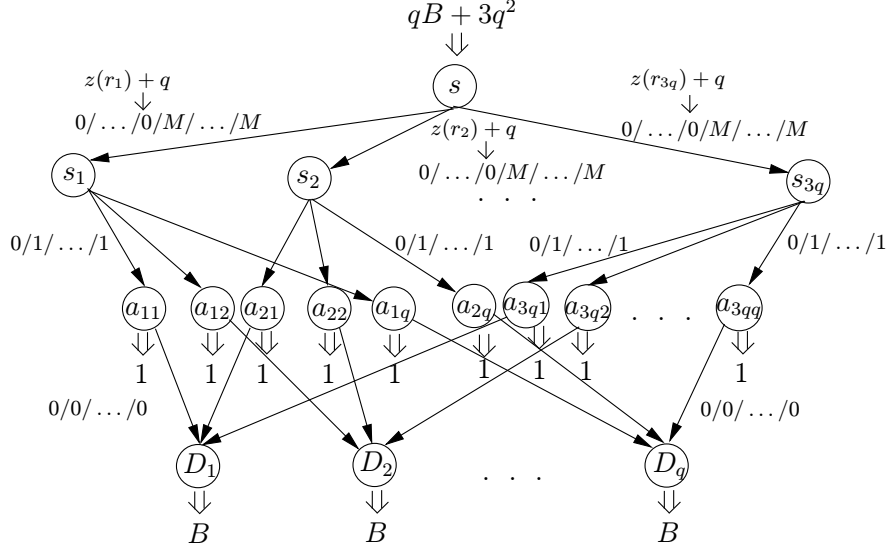 qB + 3q²
s
z(r₁) + q
z(r₃q) + q
0/ . . . /0/M/ . . . /M
z(r₂) + q
0/ . . . /0/M/ . . . /M
0/ . . . /0/M/ . . . /M
s₁
s₂
. . .
s₃q
0/1/ . . . /1
0/1/ . . . /1
0/1/ . . . /1
0/1/ . . . /1
a₁₁ a₁₂ a₂₁ a₂₂ a₁q a₂q a₃q₁ a₃q₂ . . . a₃qq
1 1 1 1 1 1 1 1 1
0/0/ . . . /0
0/0/ . . . /0
D₁ D₂ . . . Dq
B B B